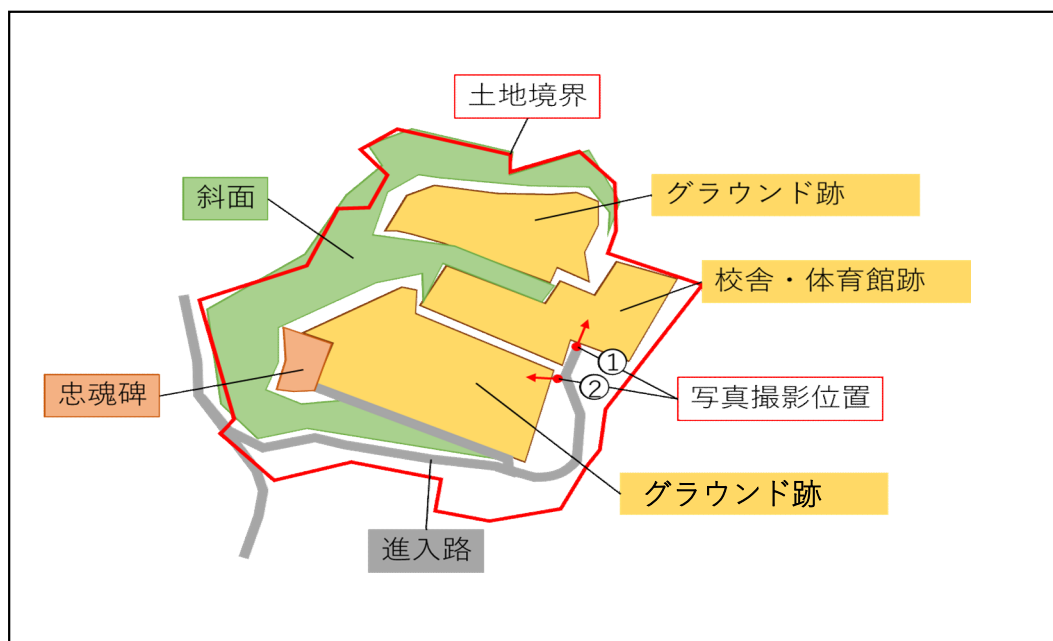 土地境界
斜面
グラウンド跡
校舎・体育館跡
①
②
忠魂碑
写真撮影位置
グラウンド跡
進入路